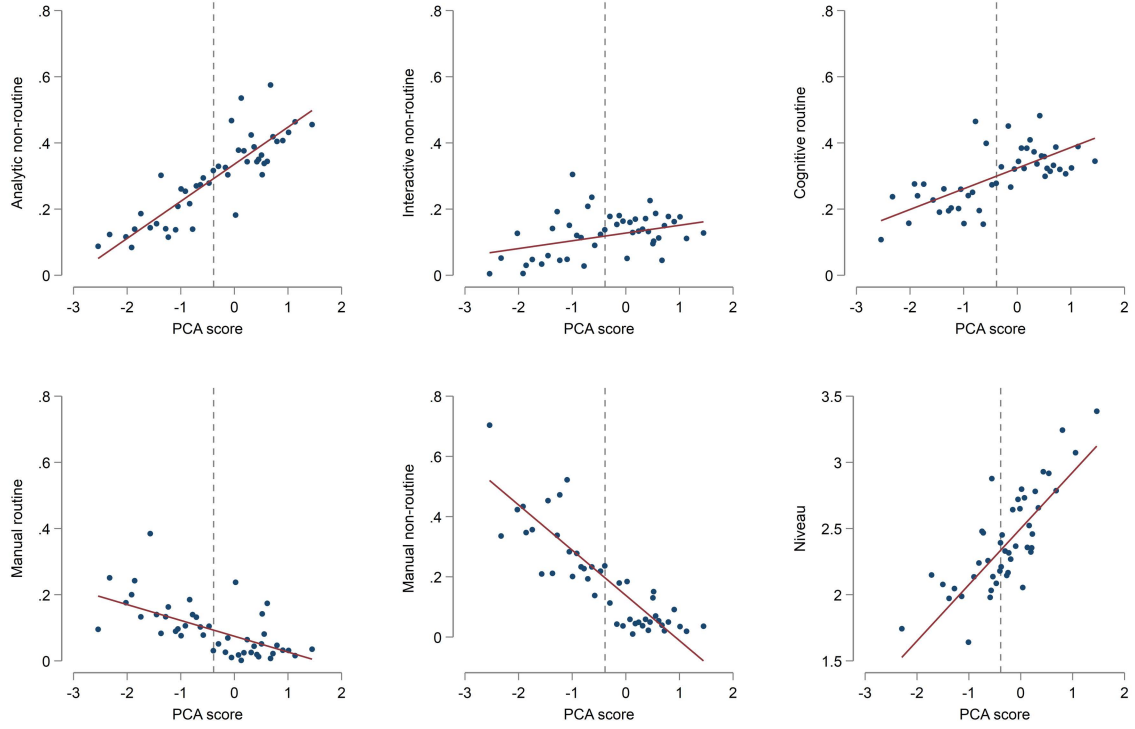 Analytic non-routine
.8
.6
.4
.2
0
-3 -2 -1 0 1 2
PCA score
Interactive non-routine
.8
.6
.4
.2
0
-3 -2 -1 0 1 2
PCA score
Cognitive routine
.8
.6
.4
.2
0
-3 -2 -1 0 1 2
PCA score
Manual routine
.8
.6
.4
.2
0
-3 -2 -1 0 1 2
PCA score
Manual non-routine
.8
.6
.4
.2
0
-3 -2 -1 0 1 2
PCA score
Niveau
3.5
3
2.5
2
1.5
-3 -2 -1 0 1 2
PCA score